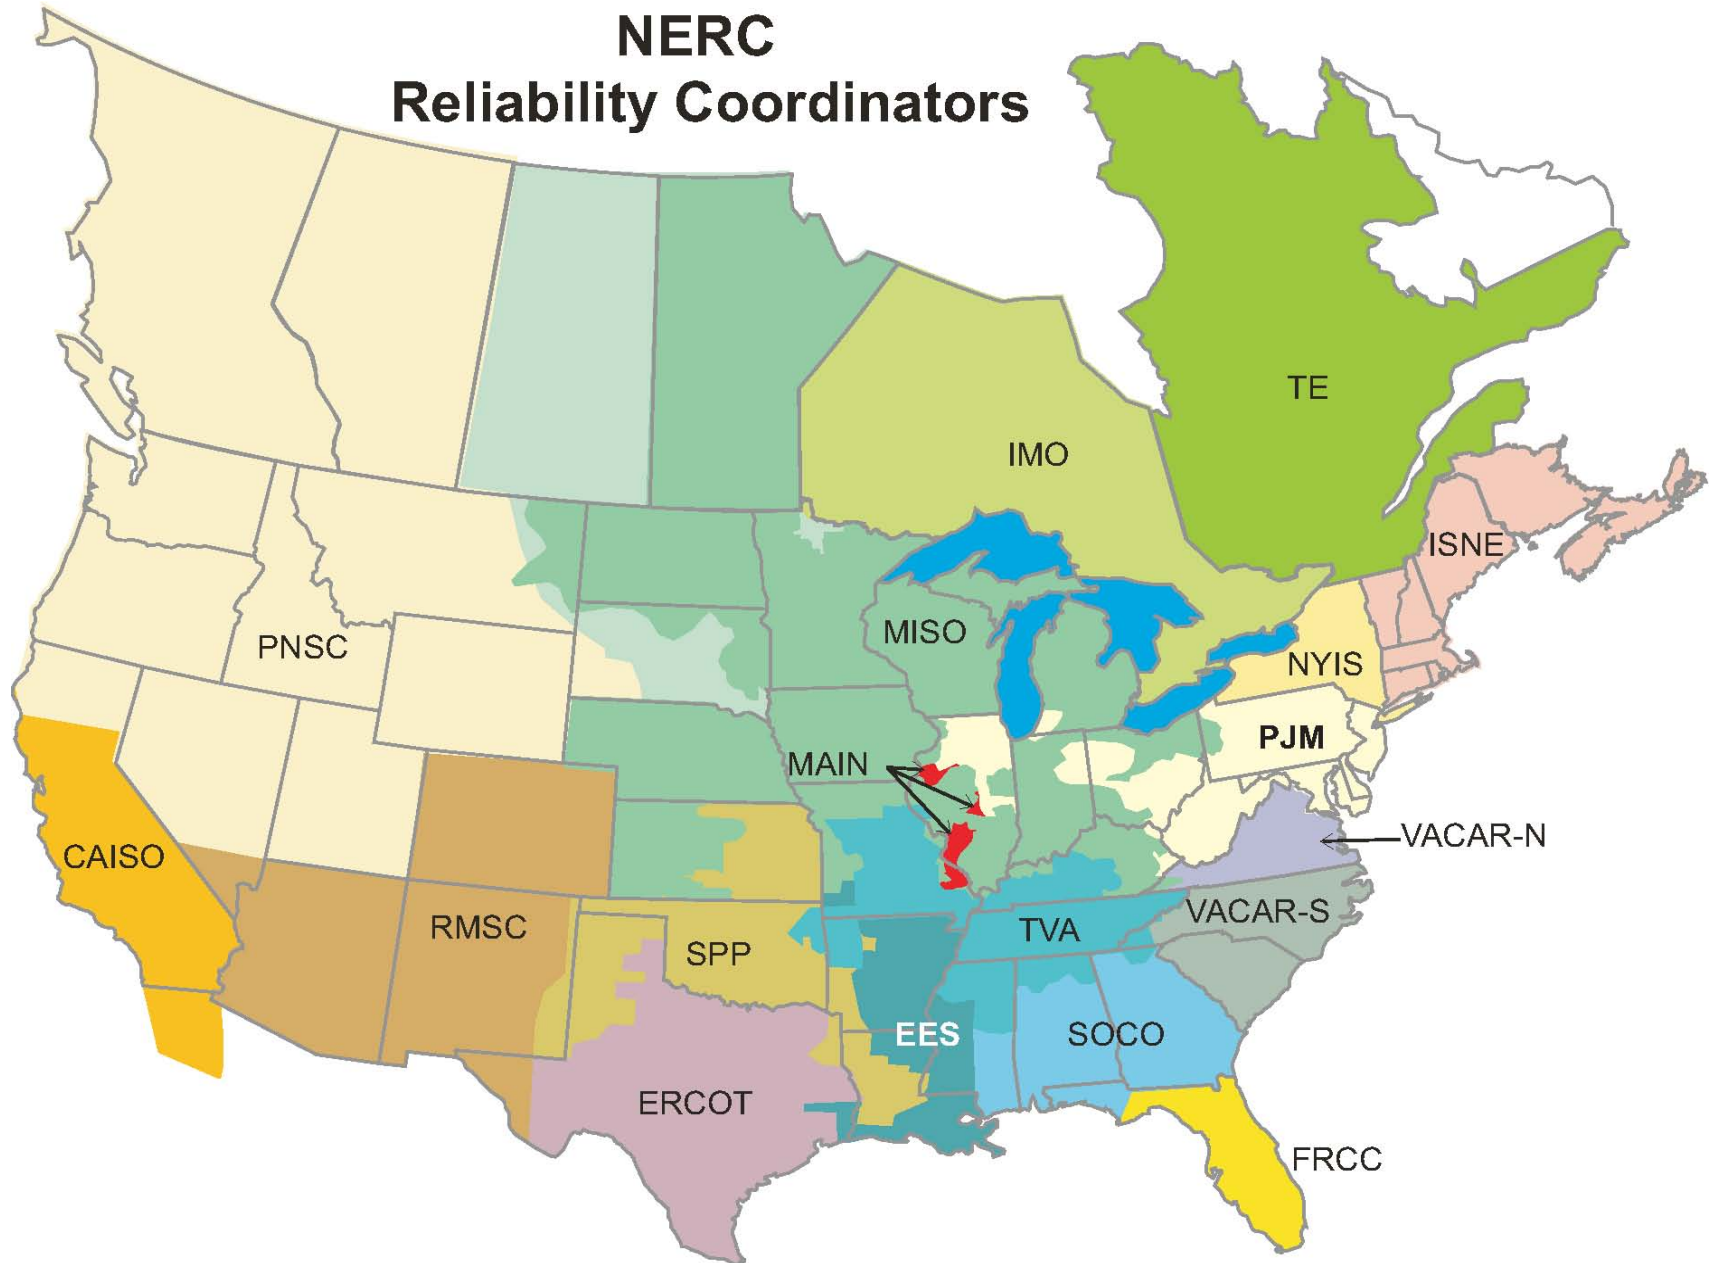 NERC
Reliability Coordinators
TE
IMO
ISNE
MISO
PNSC
NYIS
PJM
MAIN
VACAR-N
CAISO
VACAR-S
RMSC
TVA
SPP
EES
SOCO
ERCOT
FRCC